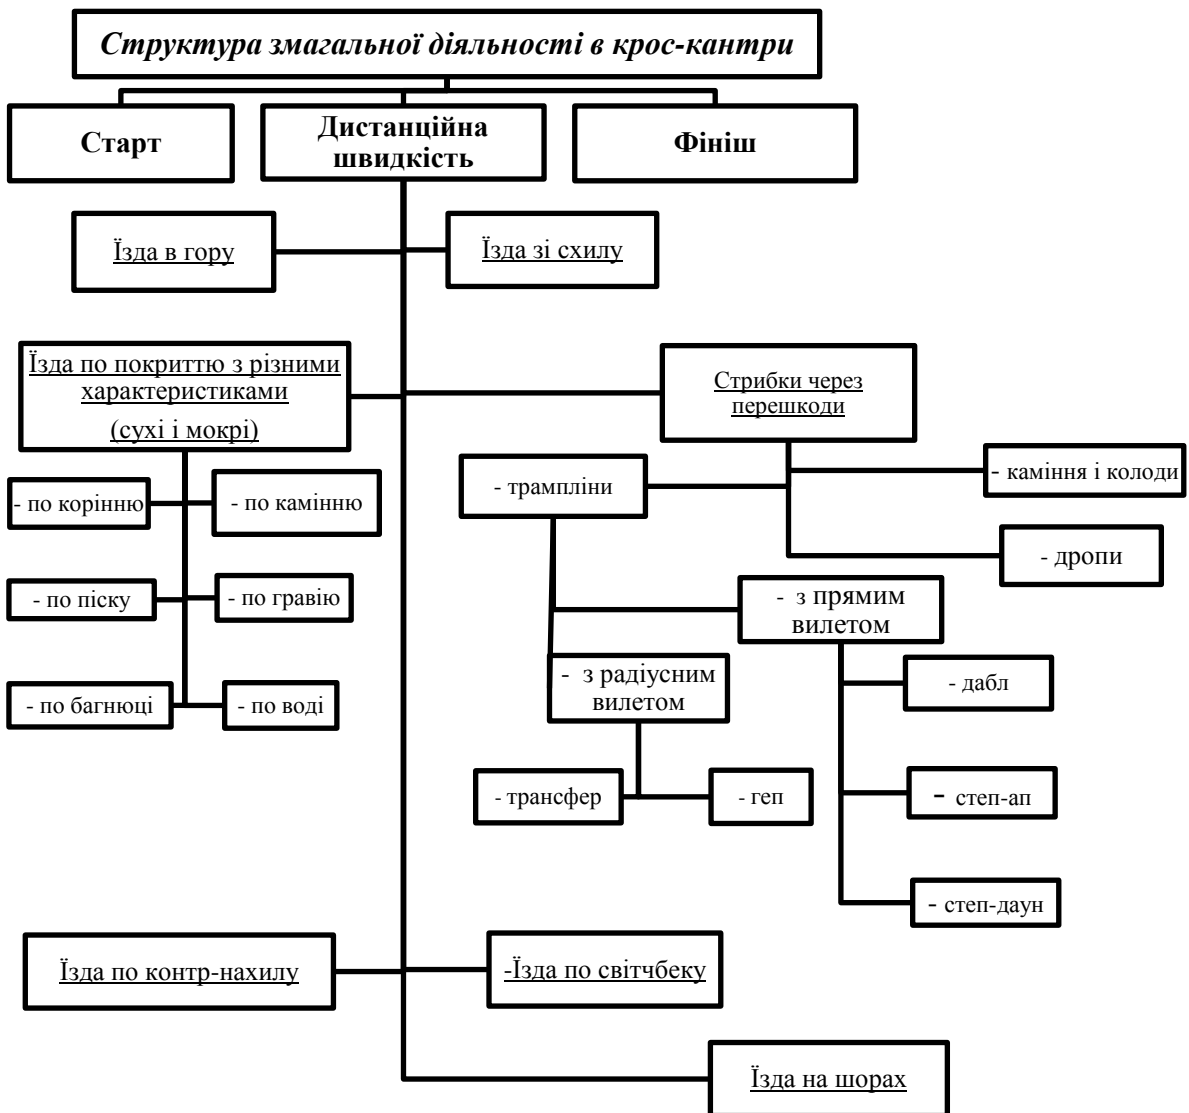 Структура змагальної діяльності в крос-кантри
Старт
Дистанційна
швидкість
Фініш
Їзда в гору
Їзда зі схилу
Їзда по покриттю з різними
характеристиками
(сухі і мокрі)
Стрибки через
перешкоди
- по корінню
- по камінню
- по піску
- по гравію
- по багнюці
- по воді
- трампліни
- каміння і колоди
- дропи
- з прямим
вилетом
- з радіусним
вилетом
- дабл
- трансфер
- геп
- степ-ап
- степ-даун
Їзда по контр-нахилу
-Їзда по світчбеку
Їзда на шорах